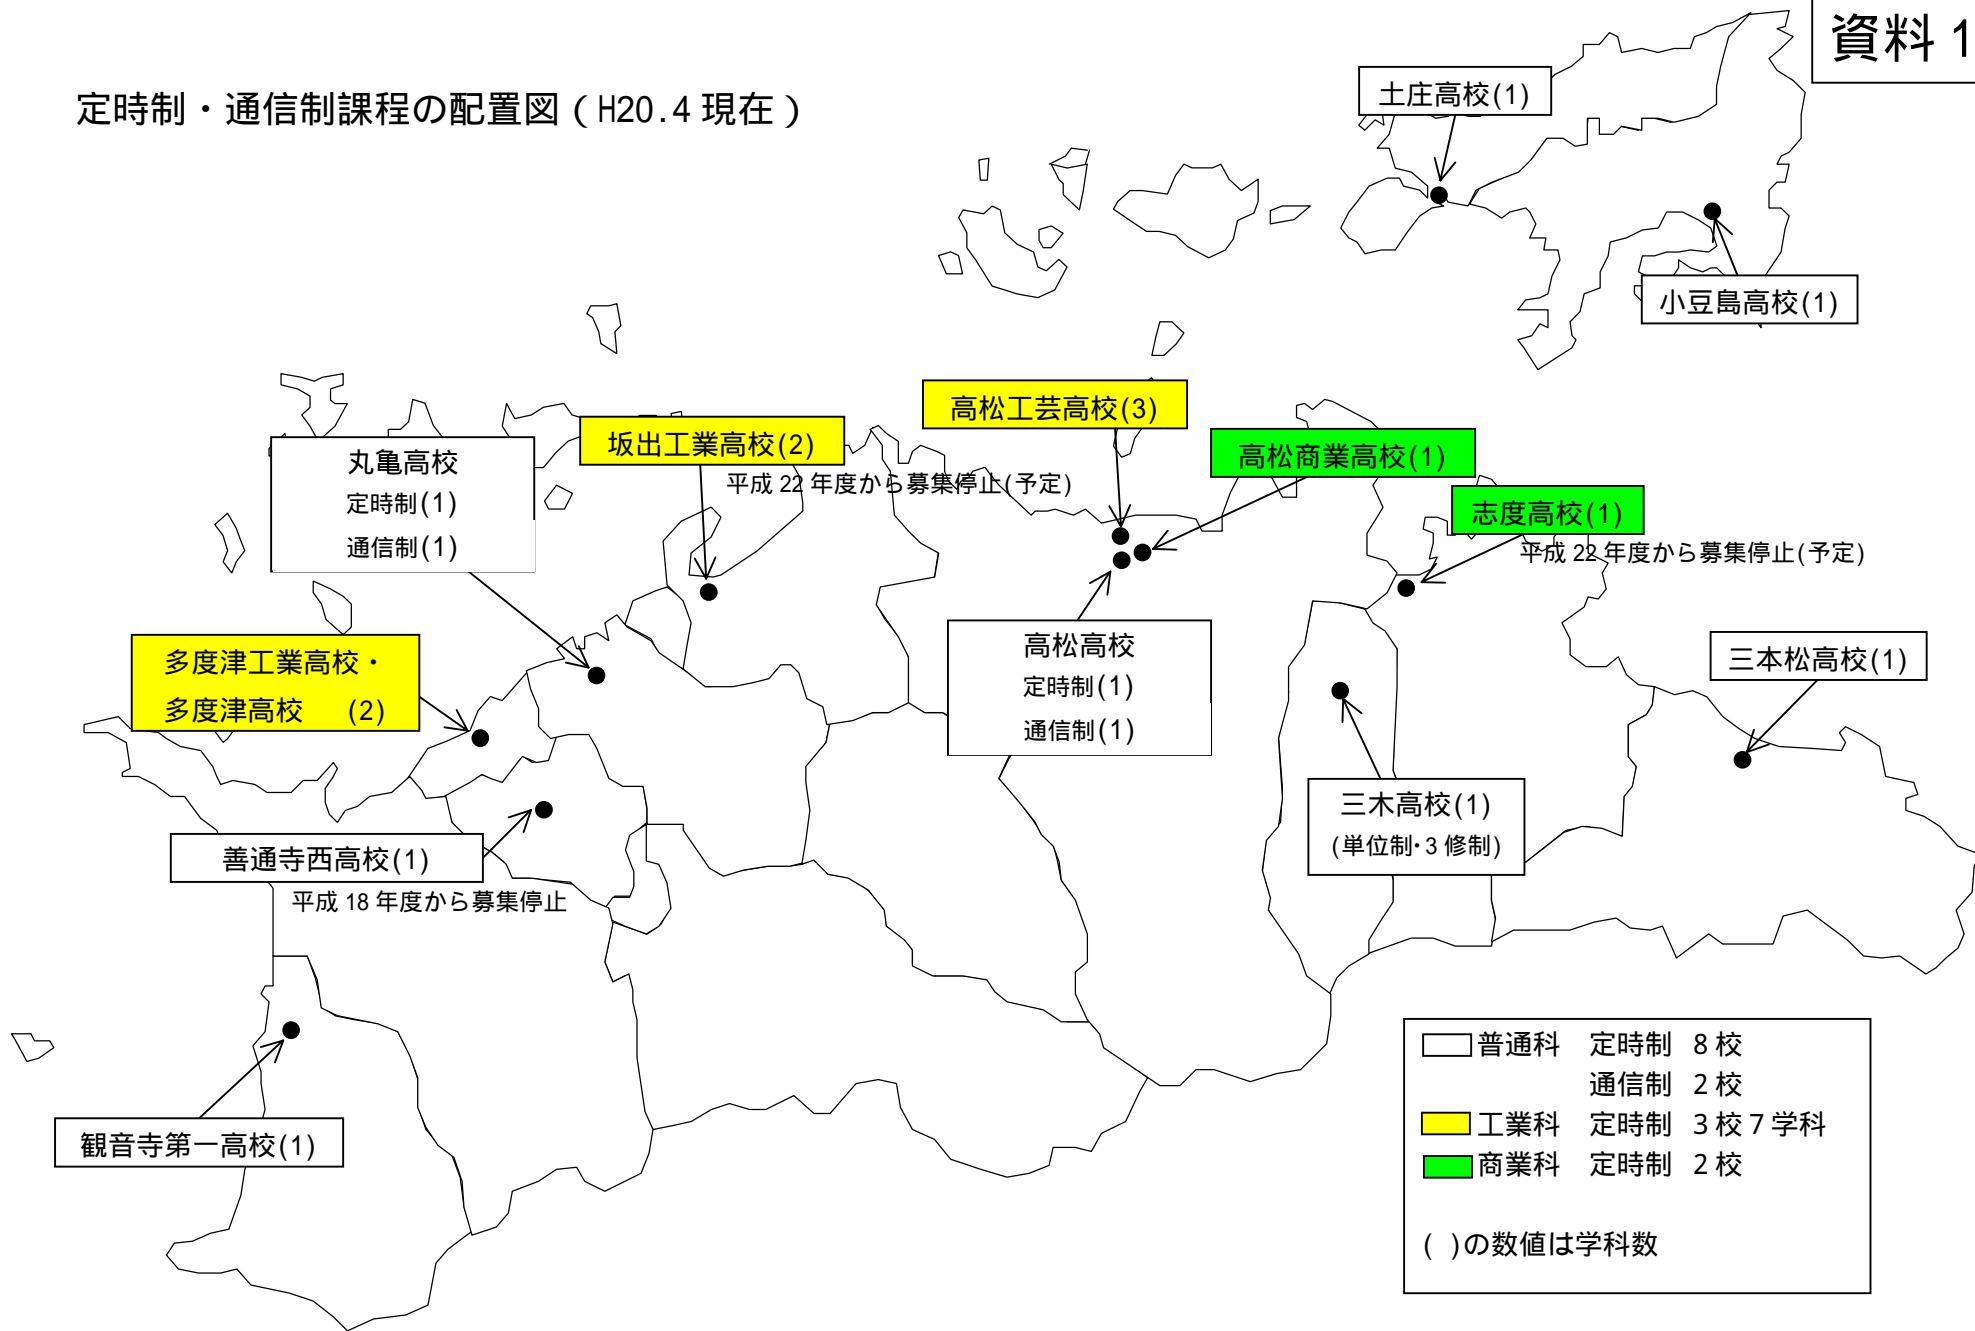 資料 1
定時制・通信制課程の配置図（H20.4 現在）
土庄高校(1)
小豆島高校(1)
高松工芸高校(3)
坂出工業高校(2)
平成 22 年度から募集停止(予定)
高松商業高校(1)
丸亀高校
定時制(1)
通信制(1)
志度高校(1)
平成 22 年度から募集停止(予定)
多度津工業高校・
多度津高校　(2)
高松高校
定時制(1)
通信制(1)
三本松高校(1)
三木高校(1)
(単位制・3 修制)
善通寺西高校(1)
平成 18 年度から募集停止
観音寺第一高校(1)
普通科　定時制　8 校
通信制　2 校
工業科　定時制　3 校 7 学科
商業科　定時制　2 校
(　)の数値は学科数